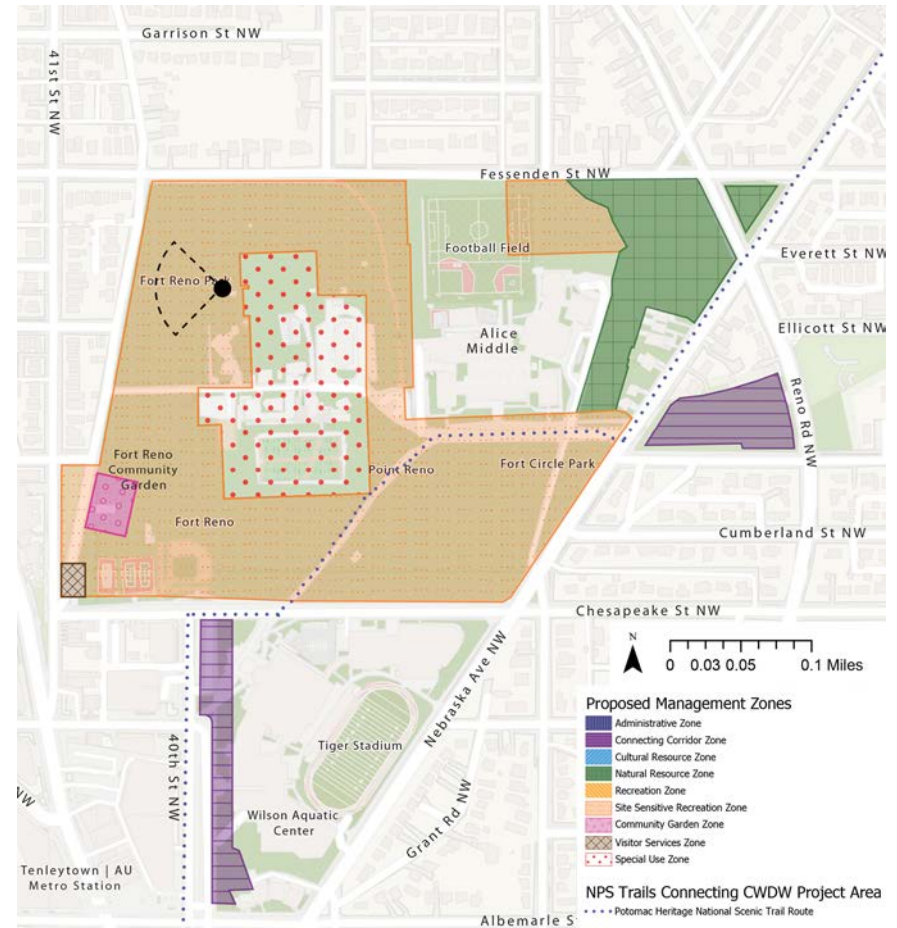 Garrison St NW
41st St NW
Fessenden St NW
Football Field
Everett St NW
Fort Reno Park
Ellicott St NW
Alice
Middle
Reno Rd NW
Fort Reno
Community
Garden
Point Reno
Fort Circle Park
Fort Reno
Cumberland St NW
Chesapeake St NW
N
0 0.03 0.05 0.1 Miles
Nebraska Ave NW
Tiger Stadium
40th St NW
Wilson Aquatic
Center
Grant Rd NW
NW
Tenleytown | AU
Metro Station
Albemarle S
Proposed Management Zones
Administrative Zone
Connecting Corridor Zone
Cultural Resource Zone
Natural Resource Zone
Recreation Zone
Site Sensitive Recreation Zone
Community Garden Zone
Visitor Services Zone
Special Use Zone
NPS Trails Connecting CWDW Project Area
Potomac Heritage National Scenic Trail Route